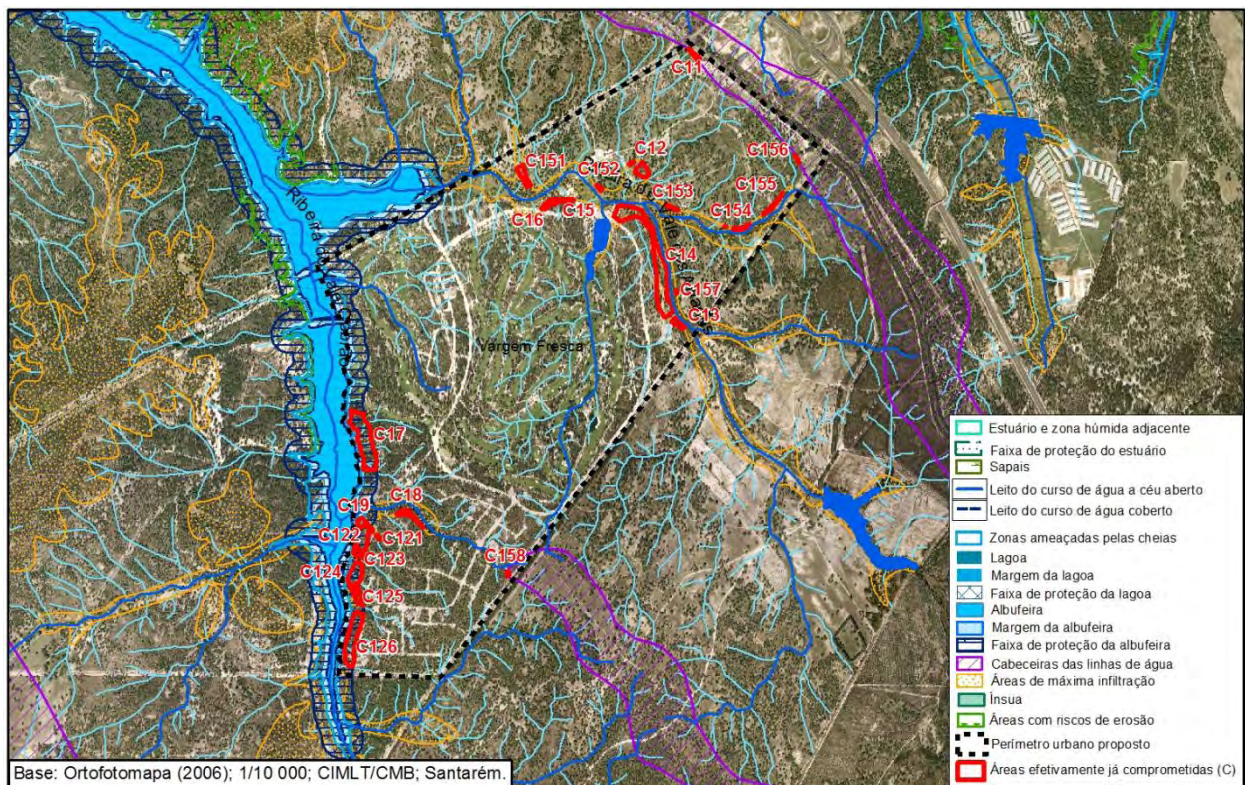 C11
C151
C152
C12
C156
C153
C155
C16
C15
C154
C14
C157
C13
Vargem Fresca
C17
C19
C18
C122
C121
C123
C124
C158
C125
C126
Estuário e zona húmida adjacente
Faixa de proteção do estuário
Sapais
Leito do curso de água a céu aberto
Leito do curso de água coberto
Zonas ameaçadas pelas cheias
Lagoa
Margem da lagoa
Faixa de proteção da lagoa
Albufeira
Margem da albufeira
Faixa de proteção da albufeira
Cabeceiras das linhas de água
Áreas de máxima infiltração
Ínsua
Áreas com riscos de erosão
Perímetro urbano proposto
Áreas efetivamente já comprometidas (C)
Base: Ortofotomapa (2006); 1/10 000; CIMLT/CMB; Santarém.